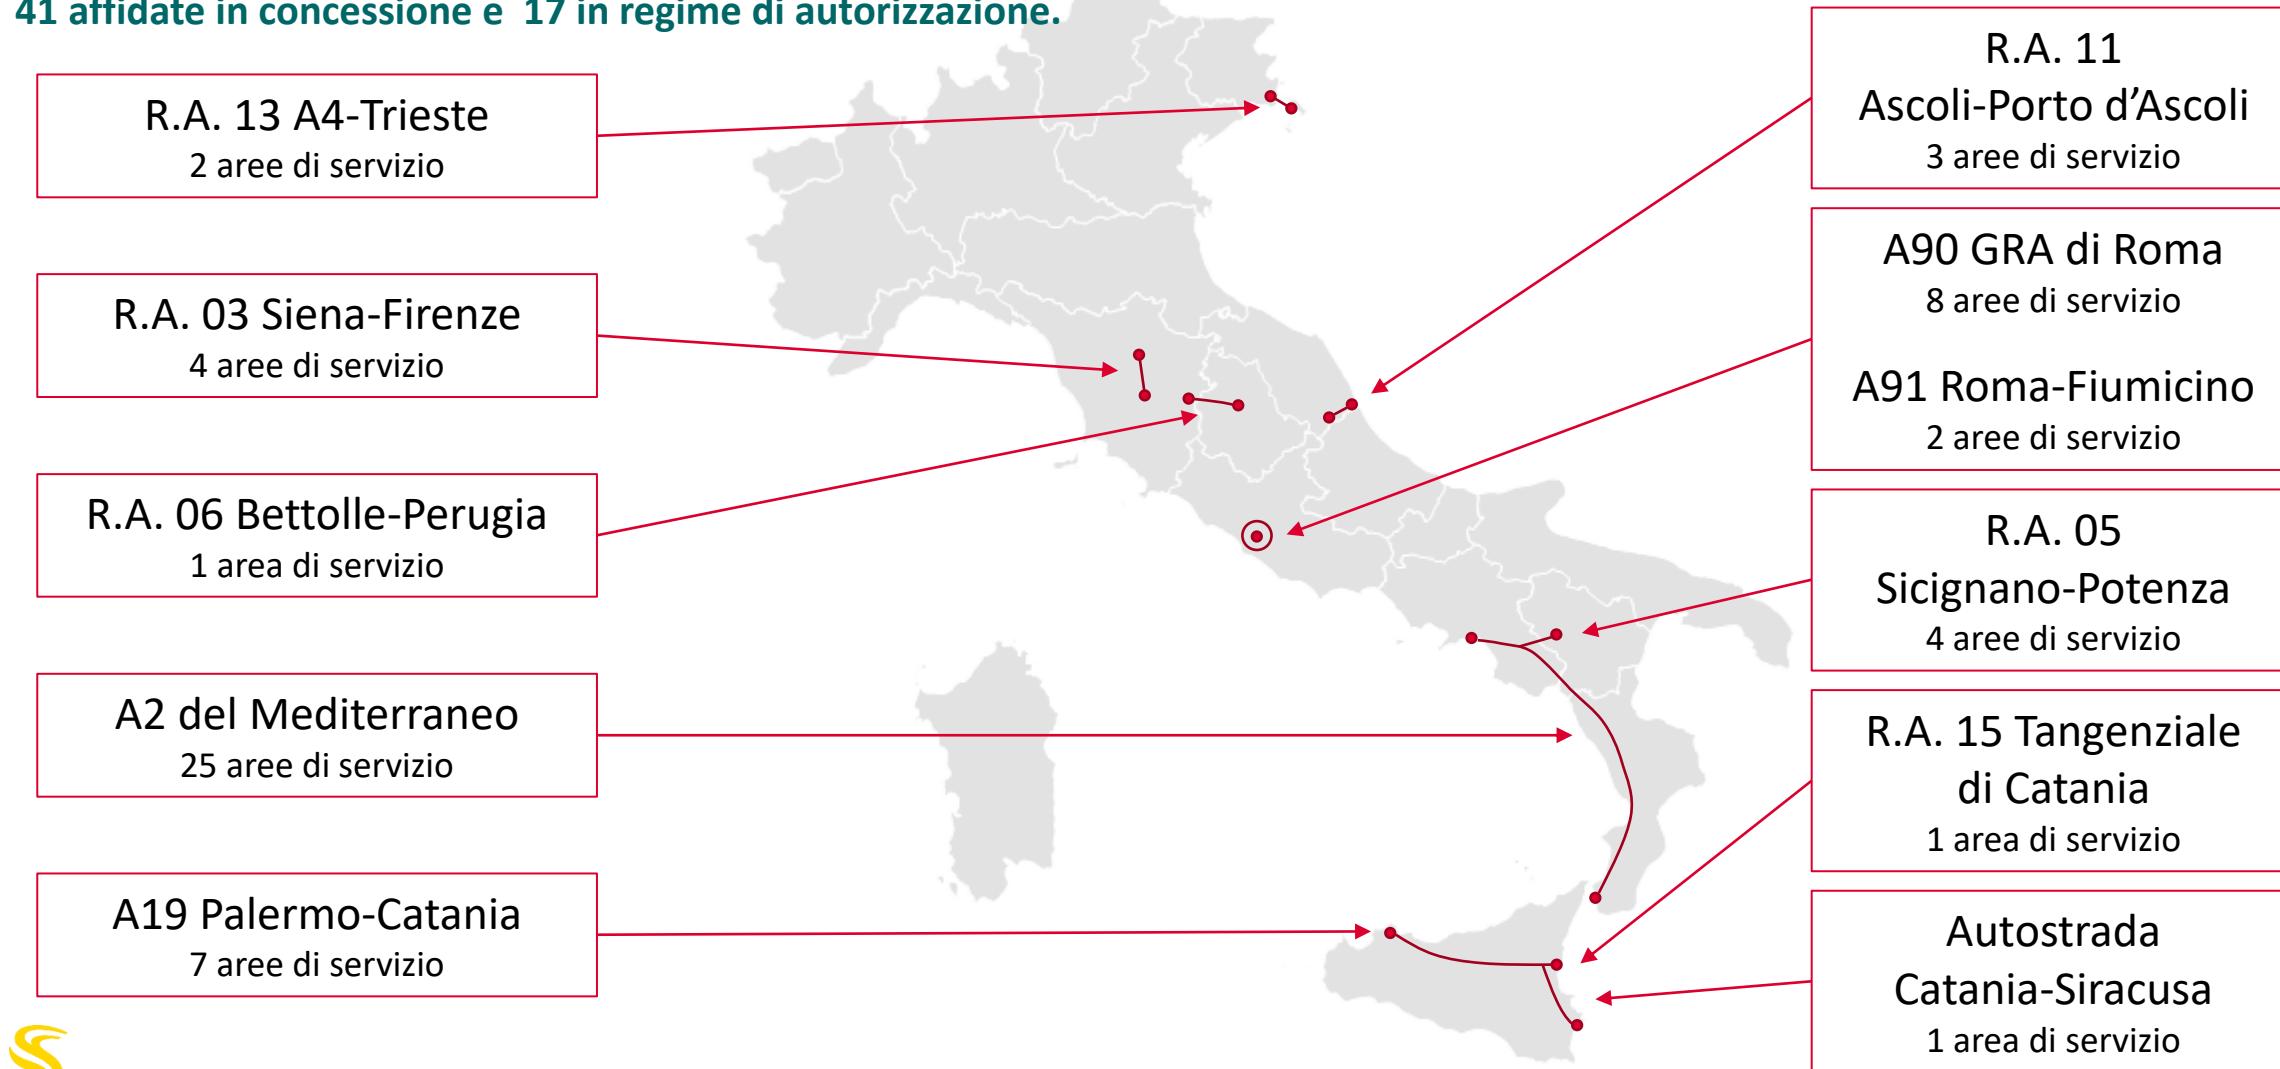 41 affidate in concessione e 17 in regime di autorizzazione.
R.A. 13 A4-Trieste
2 aree di servizio
R.A. 03 Siena-Firenze
4 aree di servizio
R.A. 06 Bettolle-Perugia
1 area di servizio
A2 del Mediterraneo
25 aree di servizio
A19 Palermo-Catania
7 aree di servizio
R.A. 11
Ascoli-Porto d’Ascoli
3 aree di servizio
A90 GRA di Roma
8 aree di servizio
A91 Roma-Fiumicino
2 aree di servizio
R.A. 05
Sicignano-Potenza
4 aree di servizio
R.A. 15 Tangenziale
di Catania
1 area di servizio
Autostrada
Catania-Siracusa
1 area di servizio